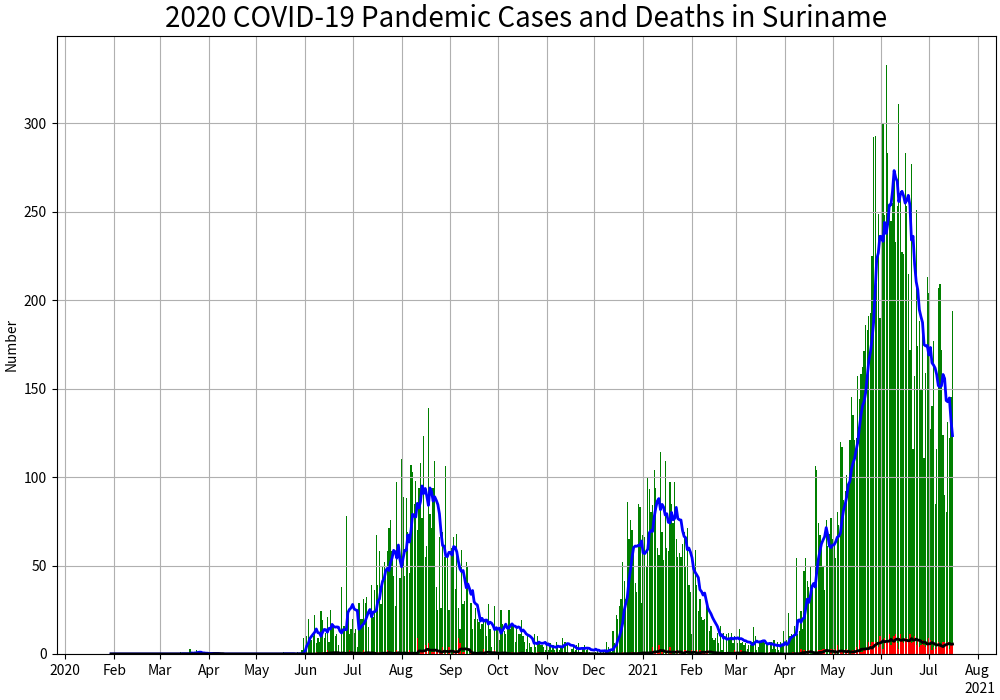 2020 COVID-19 Pandemic Cases and Deaths in Suriname
Number
300
250
200
150
100
50
0
2020 Feb Mar Apr May Jun Jul Aug Sep Oct Nov Dec 2021 Feb Mar Apr May Jun Jul Aug
2021